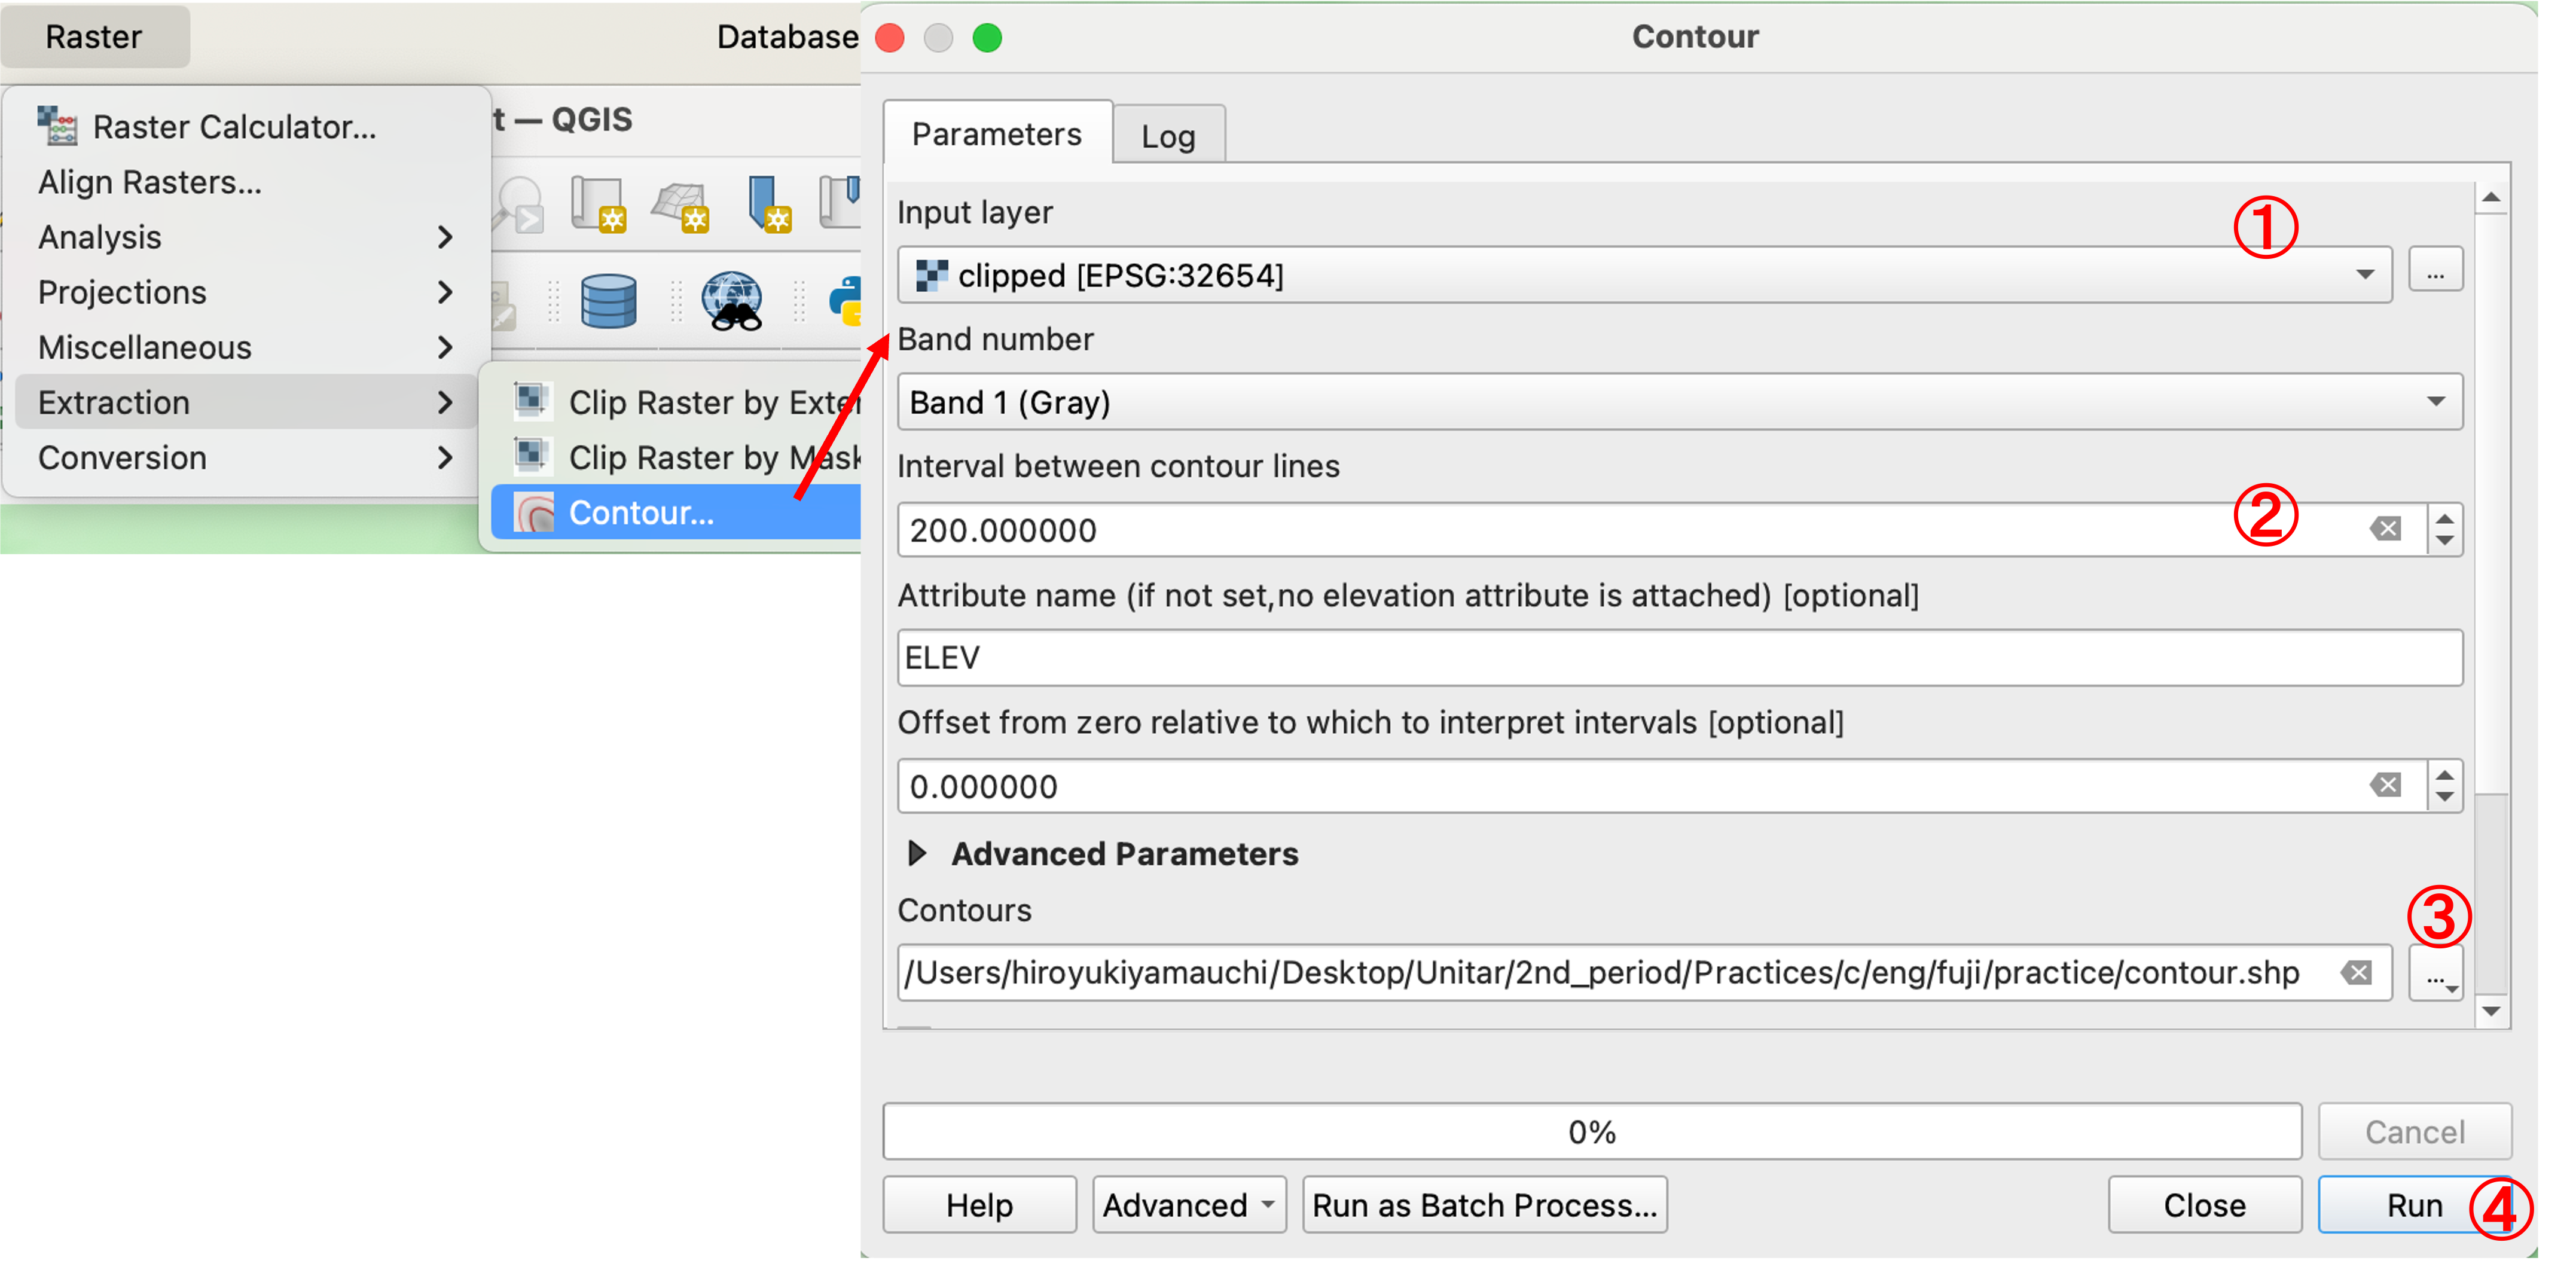 Raster
Database
t — QGIS
Raster Calculator...
Align Rasters...
Analysis
Projections
Miscellaneous
Extraction
Conversion
Clip Raster by Exter
Clip Raster by Mask
Contour...
Contour
Parameters
Log
Input layer
①
clipped [EPSG:32654]
...
Band number
Band 1 (Gray)
Interval between contour lines
200.000000
②
Attribute name (if not set,no elevation attribute is attached) [optional]
ELEV
Offset from zero relative to which to interpret intervals [optional]
0.000000
Advanced Parameters
Contours
③
/Users/hiroyukiyamauchi/Desktop/Unitar/2nd_period/Practices/c/eng/fuji/practice/contour.shp
...
0%
Cancel
Help
Advanced
Run as Batch Process...
Close
Run
④